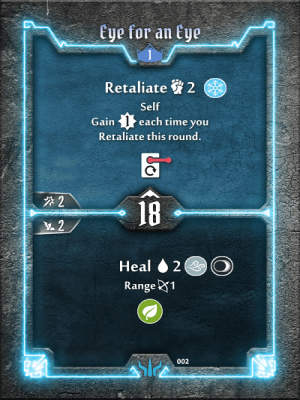 Eye for an Eye
1
Retaliate 2
Self
Gain 1 each time you
Retaliate this round.
2
18
2
Heal 2
Range 1
002